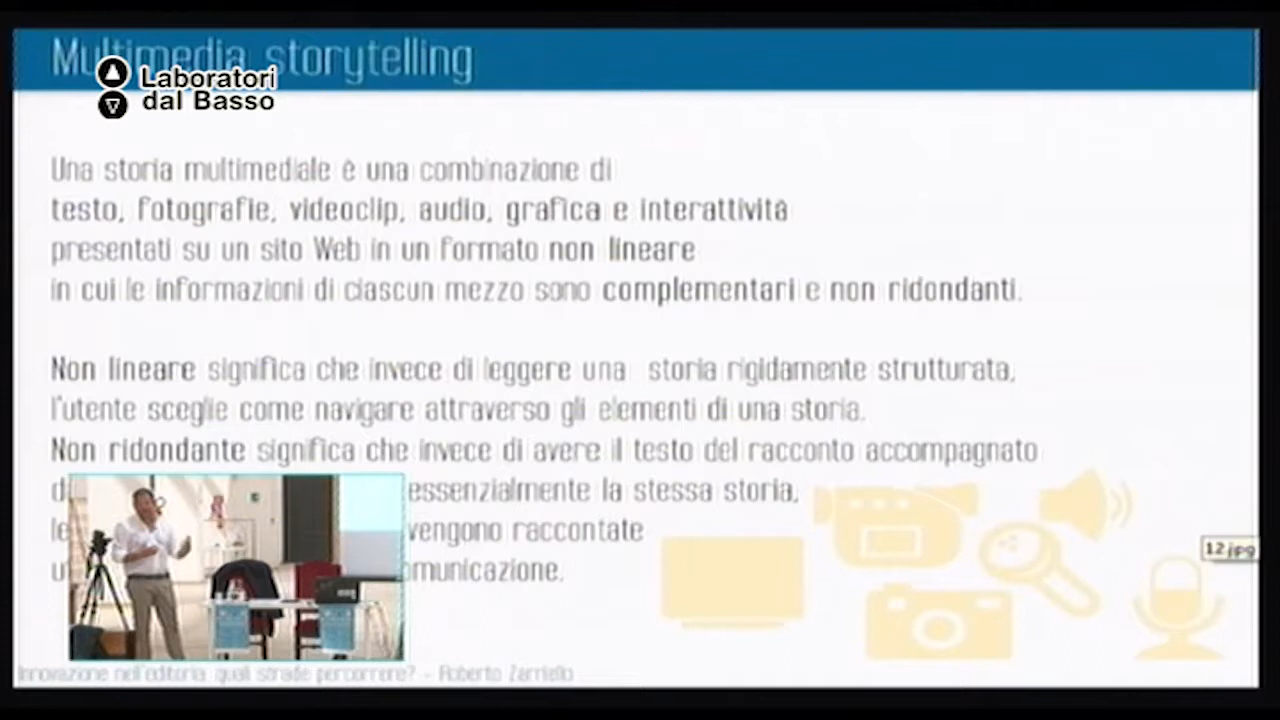 Multimedia storytelling
Laboratori
dal Basso
Una storia multimediale è una combinazione di
testo, fotografie, videoclip, audio, grafica e interattività
presentati su un sito Web in un formato non lineare
in cui le informazioni di ciascun mezzo sono complementari e non ridondanti.
Non lineare significa che invece di leggere una storia rigidamente strutturata,
l'utente sceglie come navigare attraverso gli elementi di una storia.
Non ridondante significa che invece di avere il testo del racconto accompagnato
essenzialmente la stessa storia,
vengono raccontate
omunicazione.
12.jpg
Innovazione nell'editoria: quali strade percorrere? - Roberto Zarriello